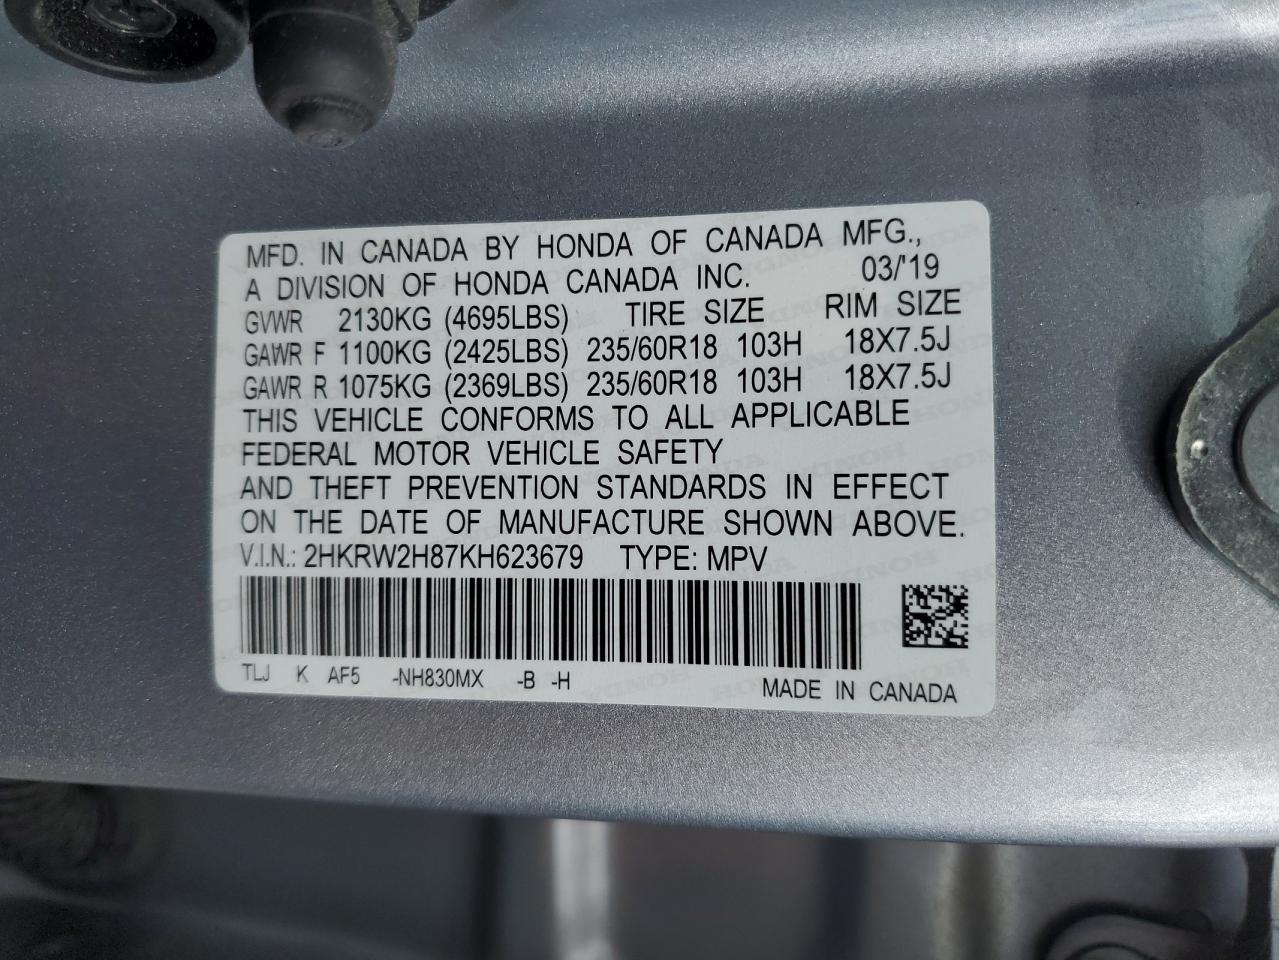 MFD. IN CANADA BY HONDA OF CANADA MFG.,
A DIVISION OF HONDA CANADA INC. 03/'19
GVWR 2130KG (4695LBS) TIRE SIZE RIM SIZE
GAWR F 1100KG (2425LBS) 235/60R18 103H 18X7.5J
GAWR R 1075KG (2369LBS) 235/60R18 103H 18X7.5J
THIS VEHICLE CONFORMS TO ALL APPLICABLE
FEDERAL MOTOR VEHICLE SAFETY
AND THEFT PREVENTION STANDARDS IN EFFECT
ON THE DATE OF MANUFACTURE SHOWN ABOVE.
V.I.N.: 2HKRW2H87KH623679 TYPE: MPV
TLJ K AF5 -NH830MX -B -H
MADE IN CANADA